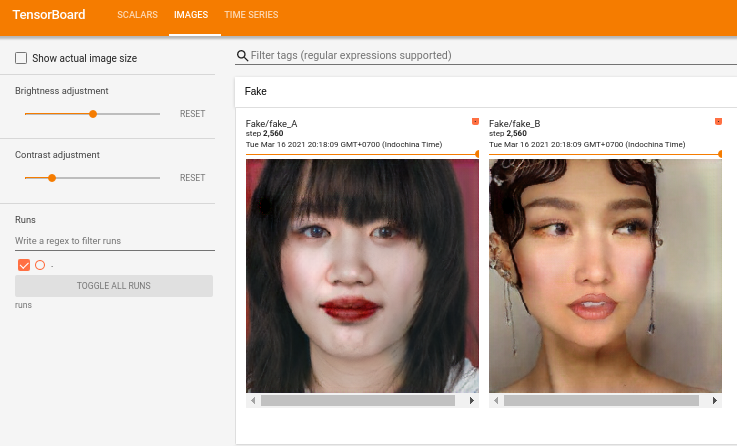 TensorBoard
SCALARS
IMAGES
TIME SERIES
Show actual image size
Brightness adjustment
RESET
Contrast adjustment
RESET
Runs
Write a regex to filter runs
.
TOGGLE ALL RUNS
runs
Filter tags (regular expressions supported)
Fake
Fake/fake_A
step 2,560
Tue Mar 16 2021 20:18:09 GMT+0700 (Indochina Time)
Fake/fake_B
step 2,560
Tue Mar 16 2021 20:18:09 GMT+0700 (Indochina Time)